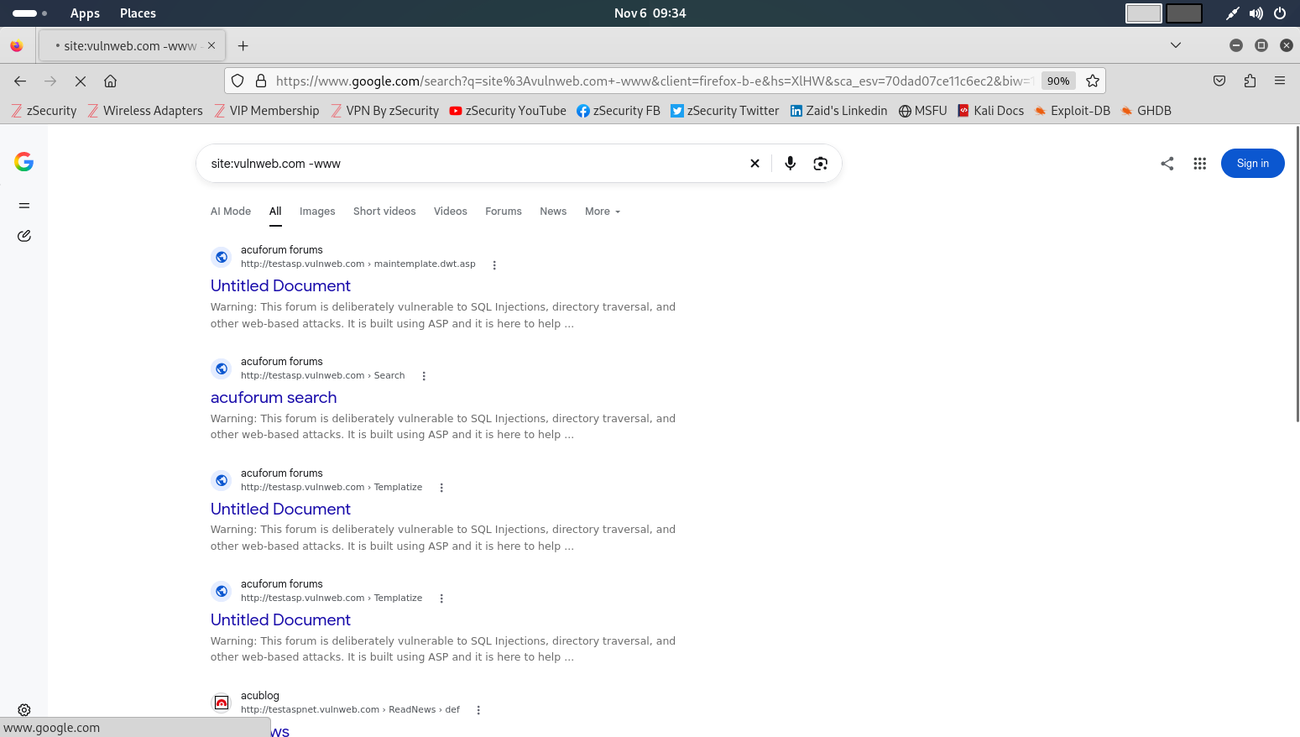 Apps Places Nov 6 09:34
site:vulnweb.com -www -
https://www.google.com/search?q=site%3Avulnweb.com+-www&client=firefox-b-e&hs=XlHW&sca_esv=70dad07ce11c6ec2&biw= 90%
zSecurity Wireless Adapters VIP Membership VPN By zSecurity zSecurity YouTube zSecurity FB zSecurity Twitter Zaid's Linkedin MSFU Kali Docs Exploit-DB GHDB
site:vulnweb.com -www Sign in
AI Mode All Images Short videos Videos Forums News More
acuforum forums
http://testasp.vulnweb.com › maintemplate.dwt.asp
Untitled Document
Warning: This forum is deliberately vulnerable to SQL Injections, directory traversal, and
other web-based attacks. It is built using ASP and it is here to help ...
acuforum forums
http://testasp.vulnweb.com › Search
acuforum search
Warning: This forum is deliberately vulnerable to SQL Injections, directory traversal, and
other web-based attacks. It is built using ASP and it is here to help ...
acuforum forums
http://testasp.vulnweb.com › Templatize
Untitled Document
Warning: This forum is deliberately vulnerable to SQL Injections, directory traversal, and
other web-based attacks. It is built using ASP and it is here to help ...
acuforum forums
http://testasp.vulnweb.com › Templatize
Untitled Document
Warning: This forum is deliberately vulnerable to SQL Injections, directory traversal, and
other web-based attacks. It is built using ASP and it is here to help ...
acublog
http://testaspnet.vulnweb.com › ReadNews › def
www.google.com